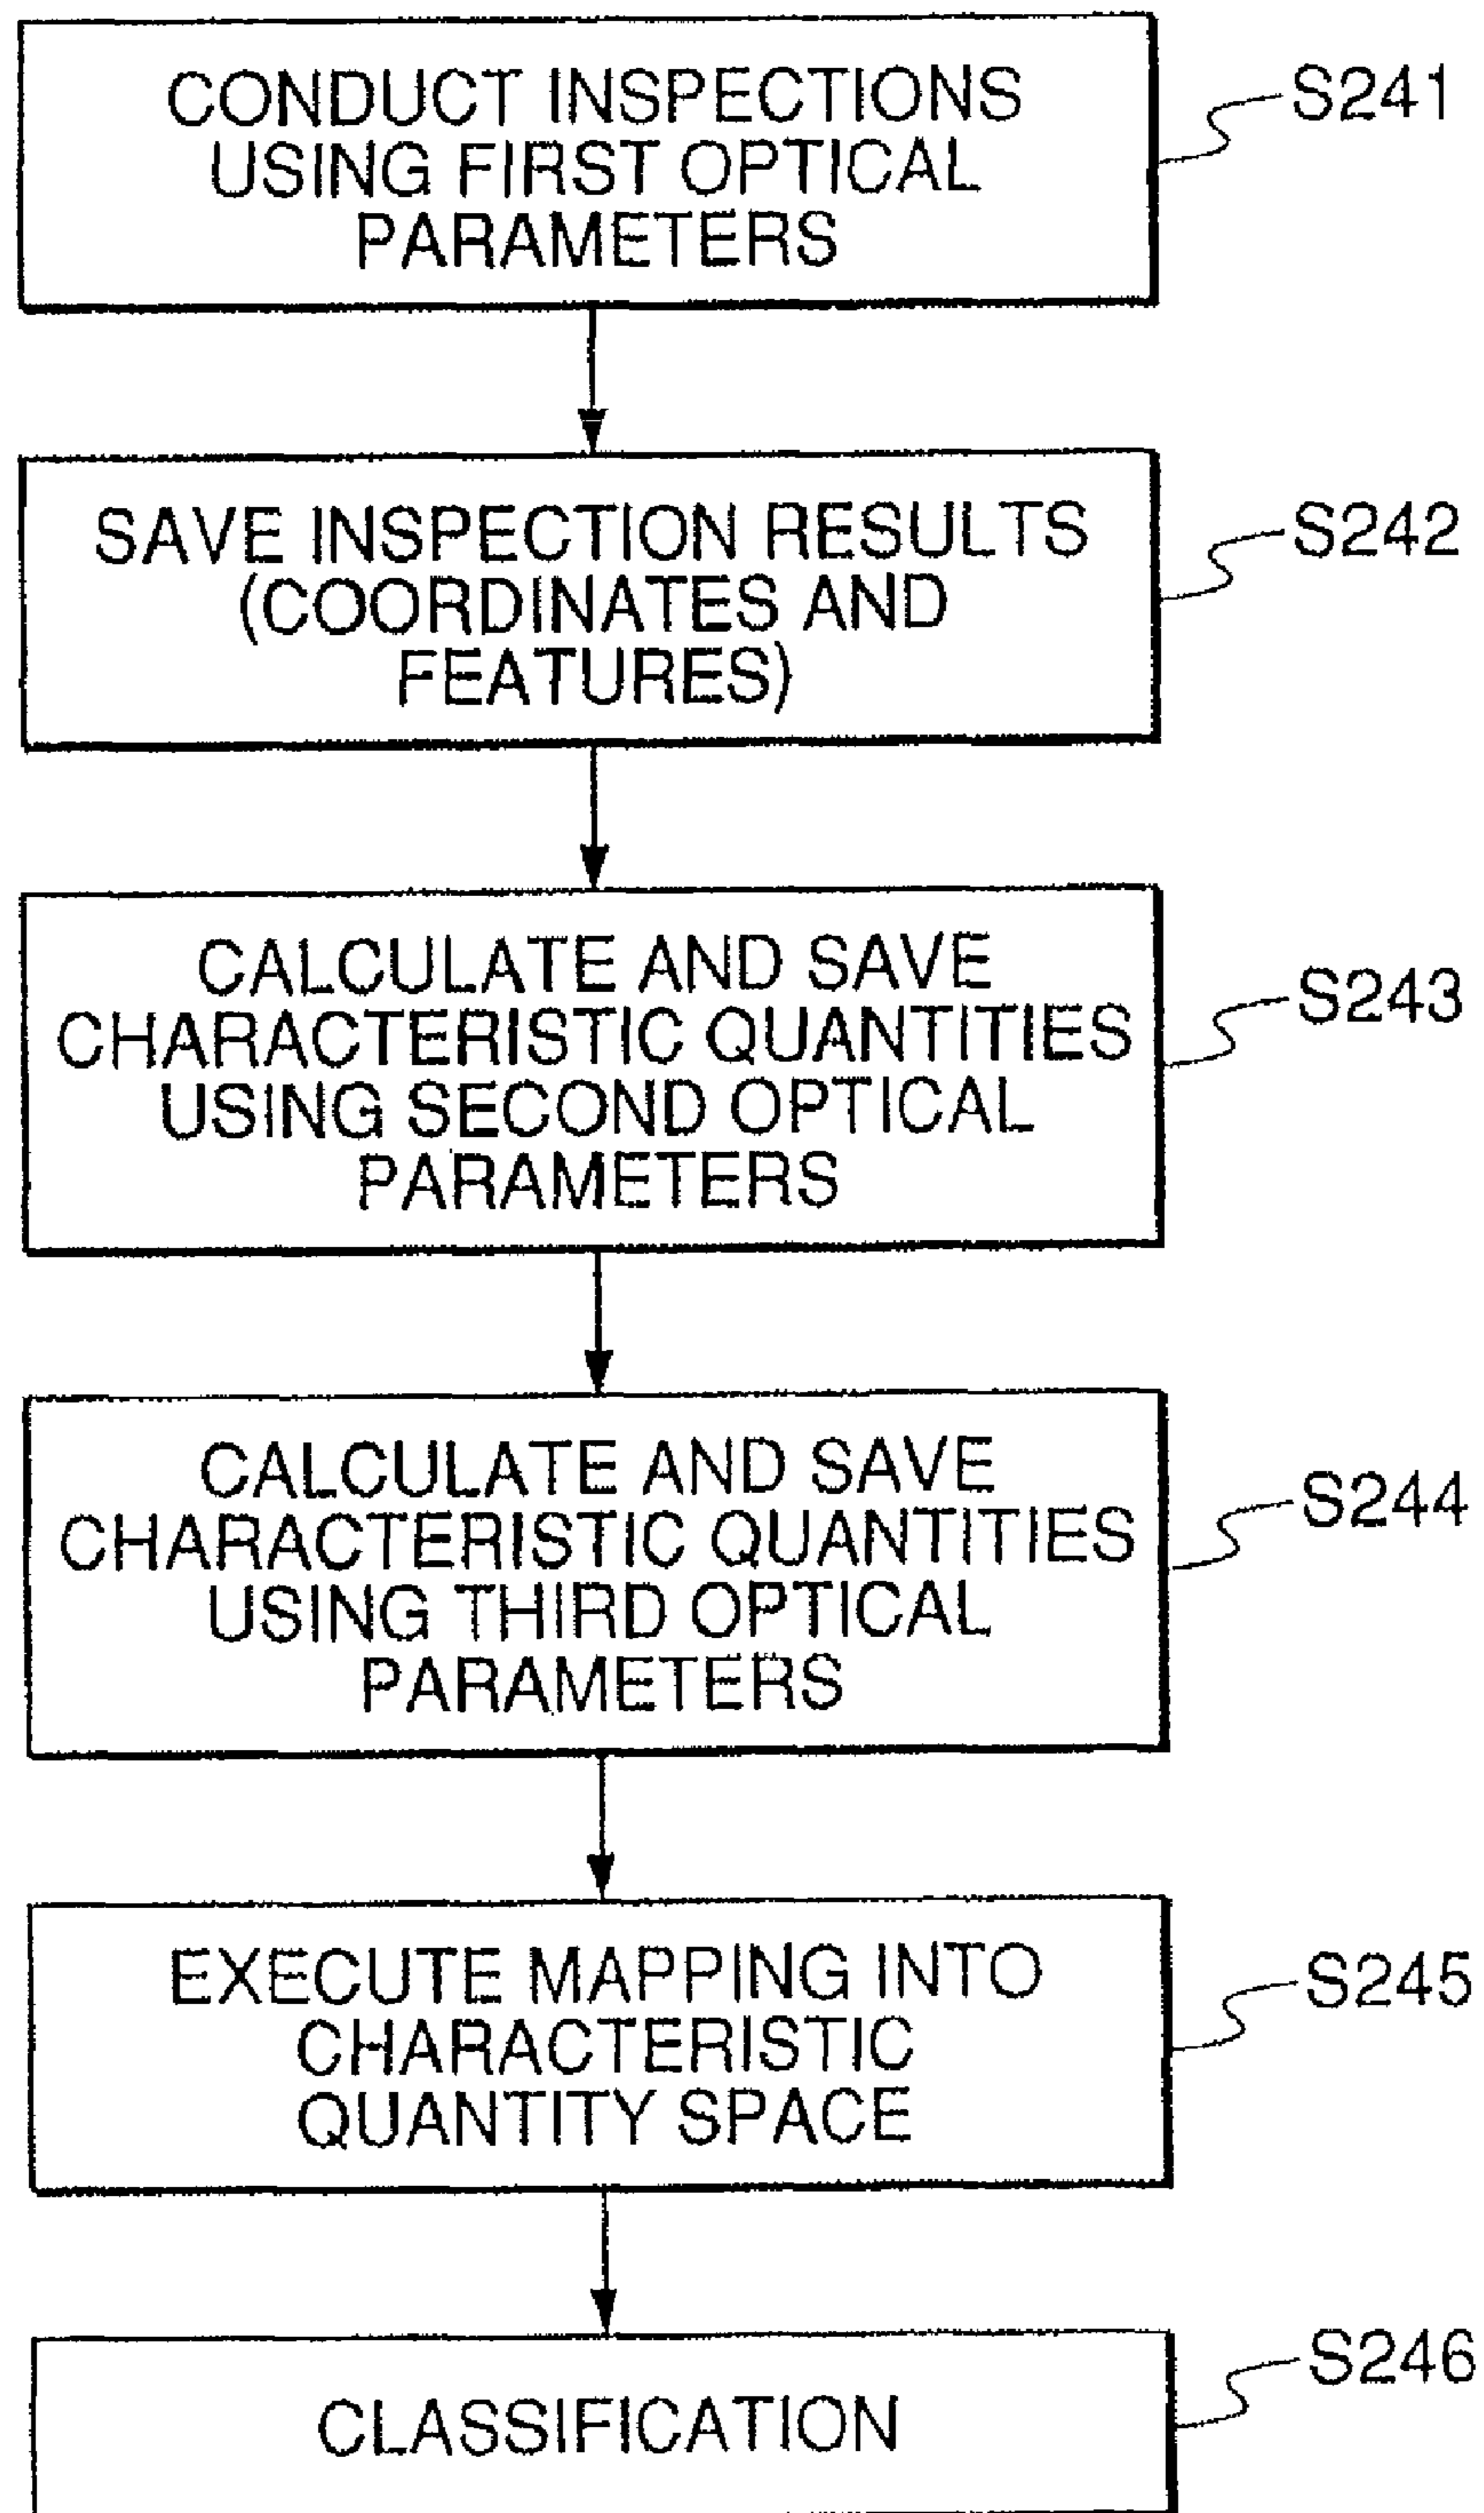 CONDUCT INSPECTIONS
USING FIRST OPTICAL
PARAMETERS
S241
SAVE INSPECTION RESULTS
(COORDINATES AND
FEATURES)
S242
CALCULATE AND SAVE
CHARACTERISTIC QUANTITIES
USING SECOND OPTICAL
PARAMETERS
S243
CALCULATE AND SAVE
CHARACTERISTIC QUANTITIES
USING THIRD OPTICAL
PARAMETERS
S244
EXECUTE MAPPING INTO
CHARACTERISTIC
QUANTITY SPACE
S245
CLASSIFICATION
S246